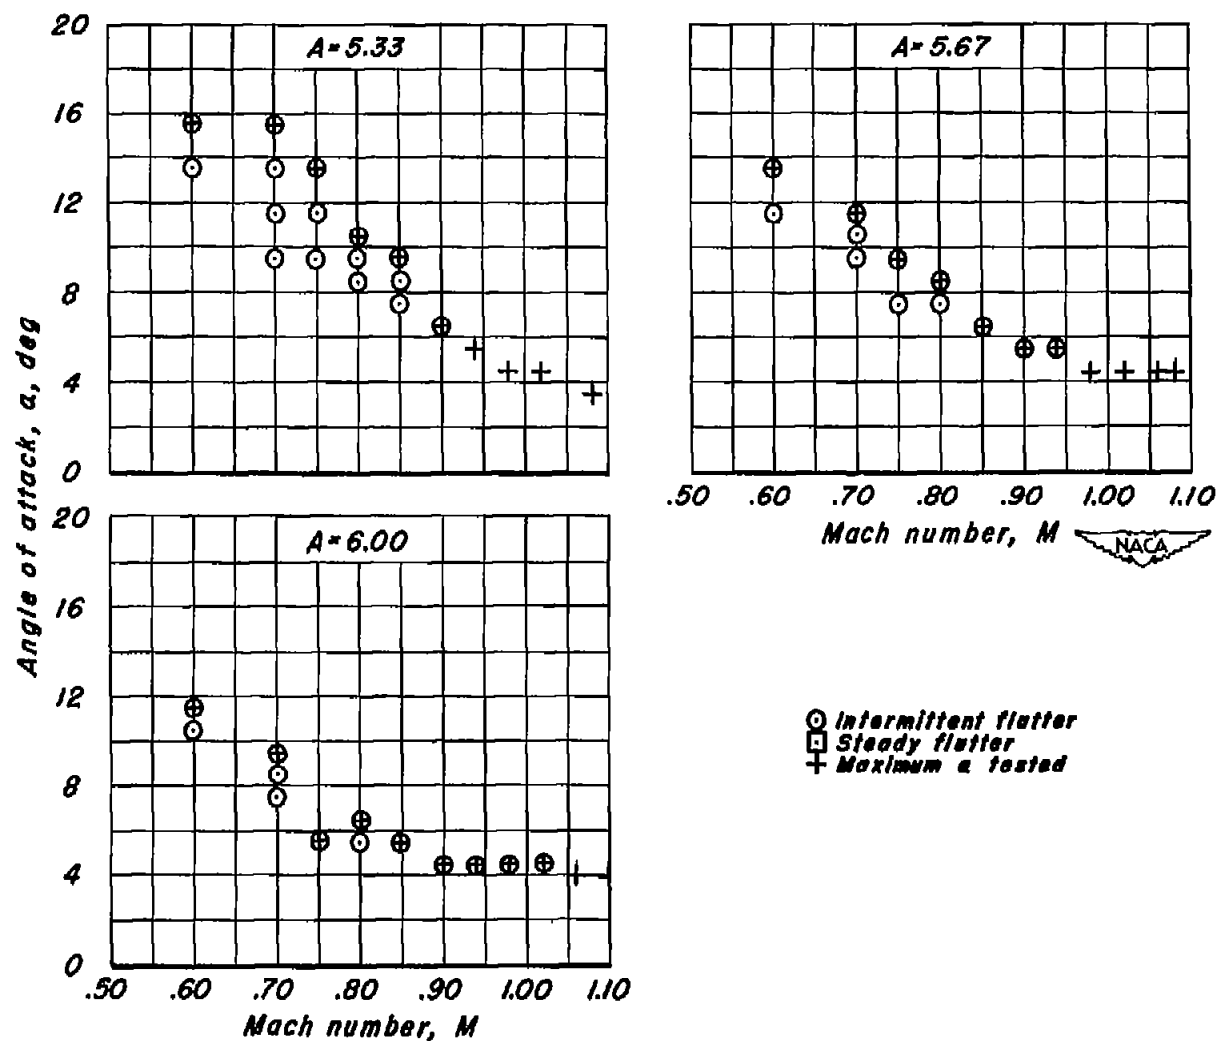 20
A = 5.33
16
12
8
4
0
A = 5.67
.50 .60 .70 .80 .90 1.00 1.10
Mach number, M
NACA
Angle of attack, a, deg
20
A = 6.00
16
12
8
4
0
.50 .60 .70 .80 .90 1.00 1.10
Mach number, M
Intermittent flutter
Steady flutter
Maximum a tested